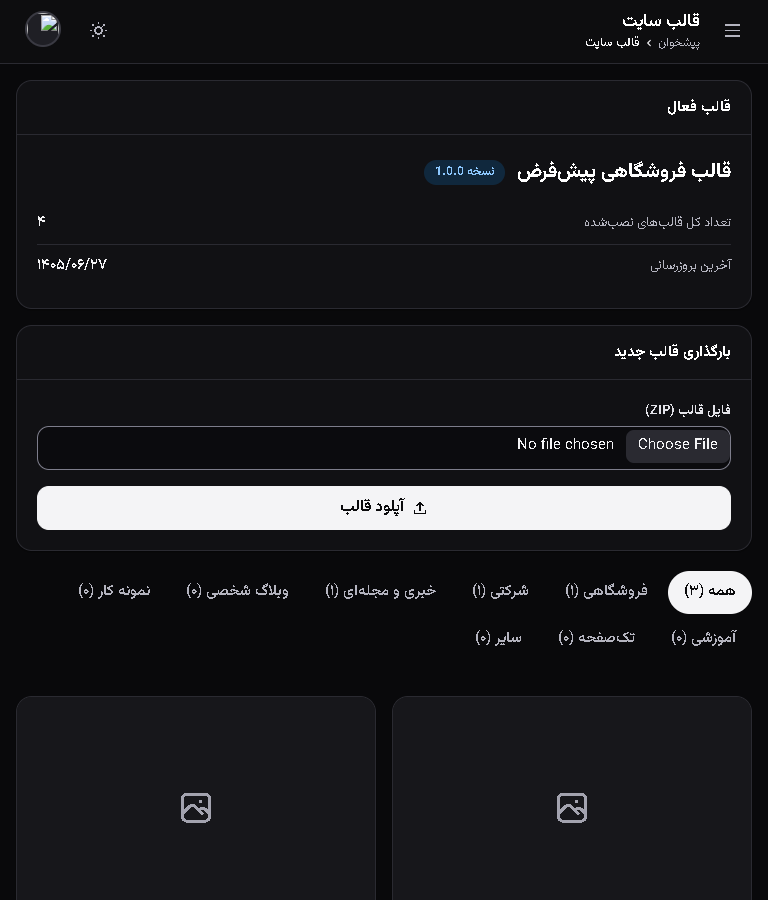 قالب سایت
پیشخوان › قالب سایت
قالب فعال
قالب فروشگاهی پیش‌فرض نسخه 1.0.0
تعداد کل قالب‌های نصب‌شده ۴
آخرین بروزرسانی ۱۴۰۵/۰۶/۲۷
بارگذاری قالب جدید
فایل قالب (ZIP)
Choose File No file chosen
آپلود قالب
همه (۳) فروشگاهی (۱) شرکتی (۱) خبری و مجله‌ای (۱) وبلاگ شخصی (۰) نمونه کار (۰)
آموزشی (۰) تک‌صفحه (۰) سایر (۰)